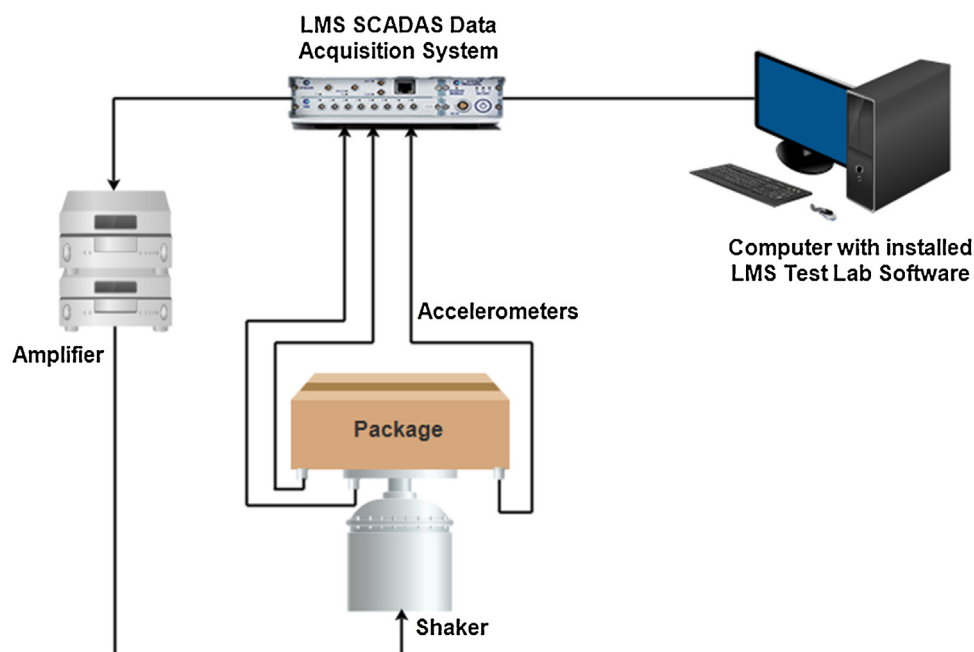 LMS SCADAS Data
Acquisition System
Computer with installed
LMS Test Lab Software
Accelerometers
Amplifier
Package
Shaker